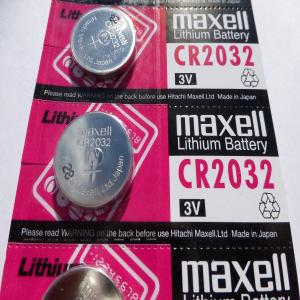 maxell
Lithium Battery
CR2032
3V
Please read WARNING on the back before use Hitachi Maxell.Ltd Made in Japan
Lithiu
maxell
CR2032
Japan
maxell
Lithium Battery
CR2032
3V
Please read WARNING on the back before use Hitachi Maxell.Ltd Made in Japan
Lithium
maxell
Lithium Battery
CR2032